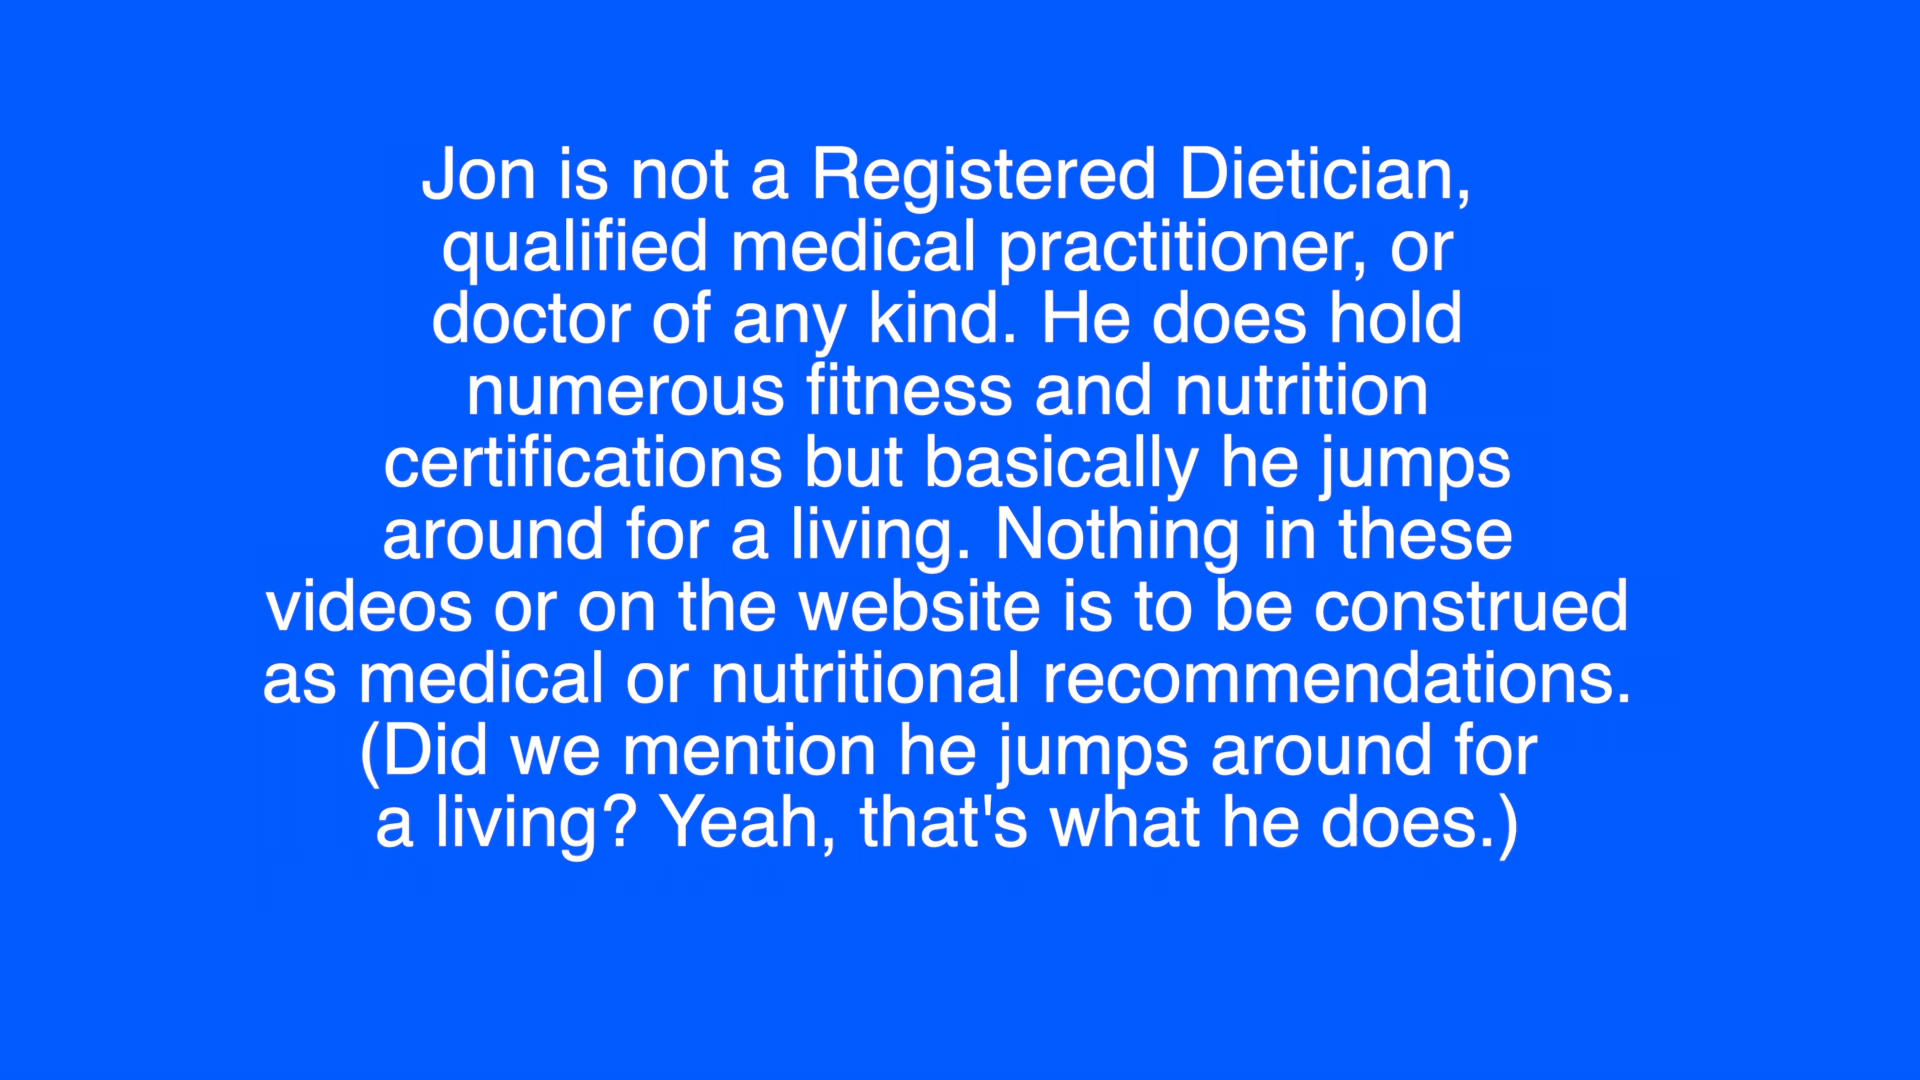 Jon is not a Registered Dietician,
qualified medical practitioner, or
doctor of any kind. He does hold
numerous fitness and nutrition
certifications but basically he jumps
around for a living. Nothing in these
videos or on the website is to be construed
as medical or nutritional recommendations.
(Did we mention he jumps around for
a living? Yeah, that's what he does.)